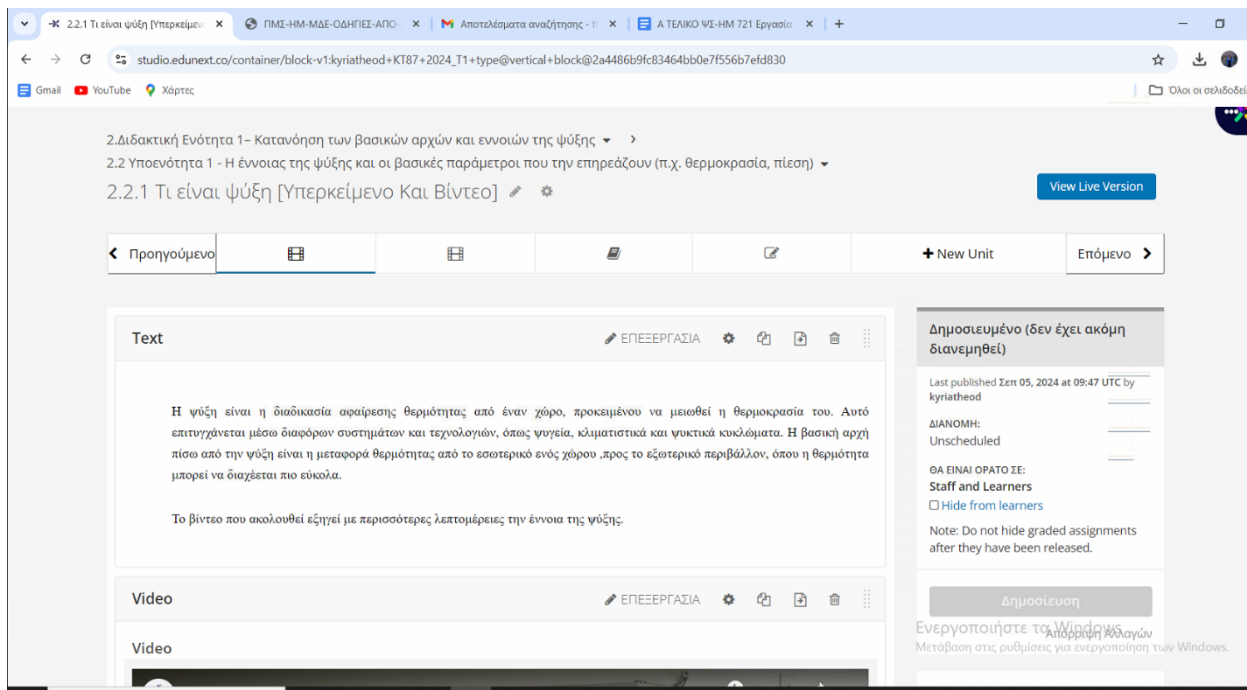 2.2.1 Τι είναι ψύξη [Υπερκείμεν
ΠΜΣ-ΗΜ-ΜΔΕ-ΟΔΗΓΙΕΣ-ΑΠΟ-
Αποτελέσματα αναζήτησης - t
Α ΤΕΛΙΚΟ ΨΣ-ΗΜ 721 Εργασία
studio.edunext.co/container/block-v1:kyriatheod+KT87+2024_T1+type@vertical+block@2a4486b9fc83464bb0e7f556b7efd830
Gmail YouTube Χάρτες Όλοι οι σελιδοδεί
2.Διδακτική Ενότητα 1– Κατανόηση των βασικών αρχών και εννοιών της ψύξης
2.2 Υποενότητα 1 - Η έννοιας της ψύξης και οι βασικές παράμετροι που την επηρεάζουν (π.χ. θερμοκρασία, πίεση)
2.2.1 Τι είναι ψύξη [Υπερκείμενο Και Βίντεο]
View Live Version
Προηγούμενο + New Unit Επόμενο
Text ΕΠΕΞΕΡΓΑΣΙΑ
Η ψύξη είναι η διαδικασία αφαίρεσης θερμότητας από έναν χώρο, προκειμένου να μειωθεί η θερμοκρασία του. Αυτό
επιτυγχάνεται μέσω διαφόρων συστημάτων και τεχνολογιών, όπως ψυγεία, κλιματιστικά και ψυκτικά κυκλώματα. Η βασική αρχή
πίσω από την ψύξη είναι η μεταφορά θερμότητας από το εσωτερικό ενός χώρου ,προς το εξωτερικό περιβάλλον, όπου η θερμότητα
μπορεί να διαχέεται πιο εύκολα.
Το βίντεο που ακολουθεί εξηγεί με περισσότερες λεπτομέρειες την έννοια της ψύξης.
Video ΕΠΕΞΕΡΓΑΣΙΑ
Video
Δημοσιευμένο (δεν έχει ακόμη
διανεμηθεί)
Last published Σεπ 05, 2024 at 09:47 UTC by
kyriatheod
ΔΙΑΝΟΜΗ:
Unscheduled
ΘΑ ΕΙΝΑΙ ΟΡΑΤΟ ΣΕ:
Staff and Learners
Hide from learners
Note: Do not hide graded assignments
after they have been released.
Δημοσίευση
Απόρριψη Αλλαγών
Ενεργοποιήστε τα Windows
Μετάβαση στις ρυθμίσεις για ενεργοποίηση των Windows.